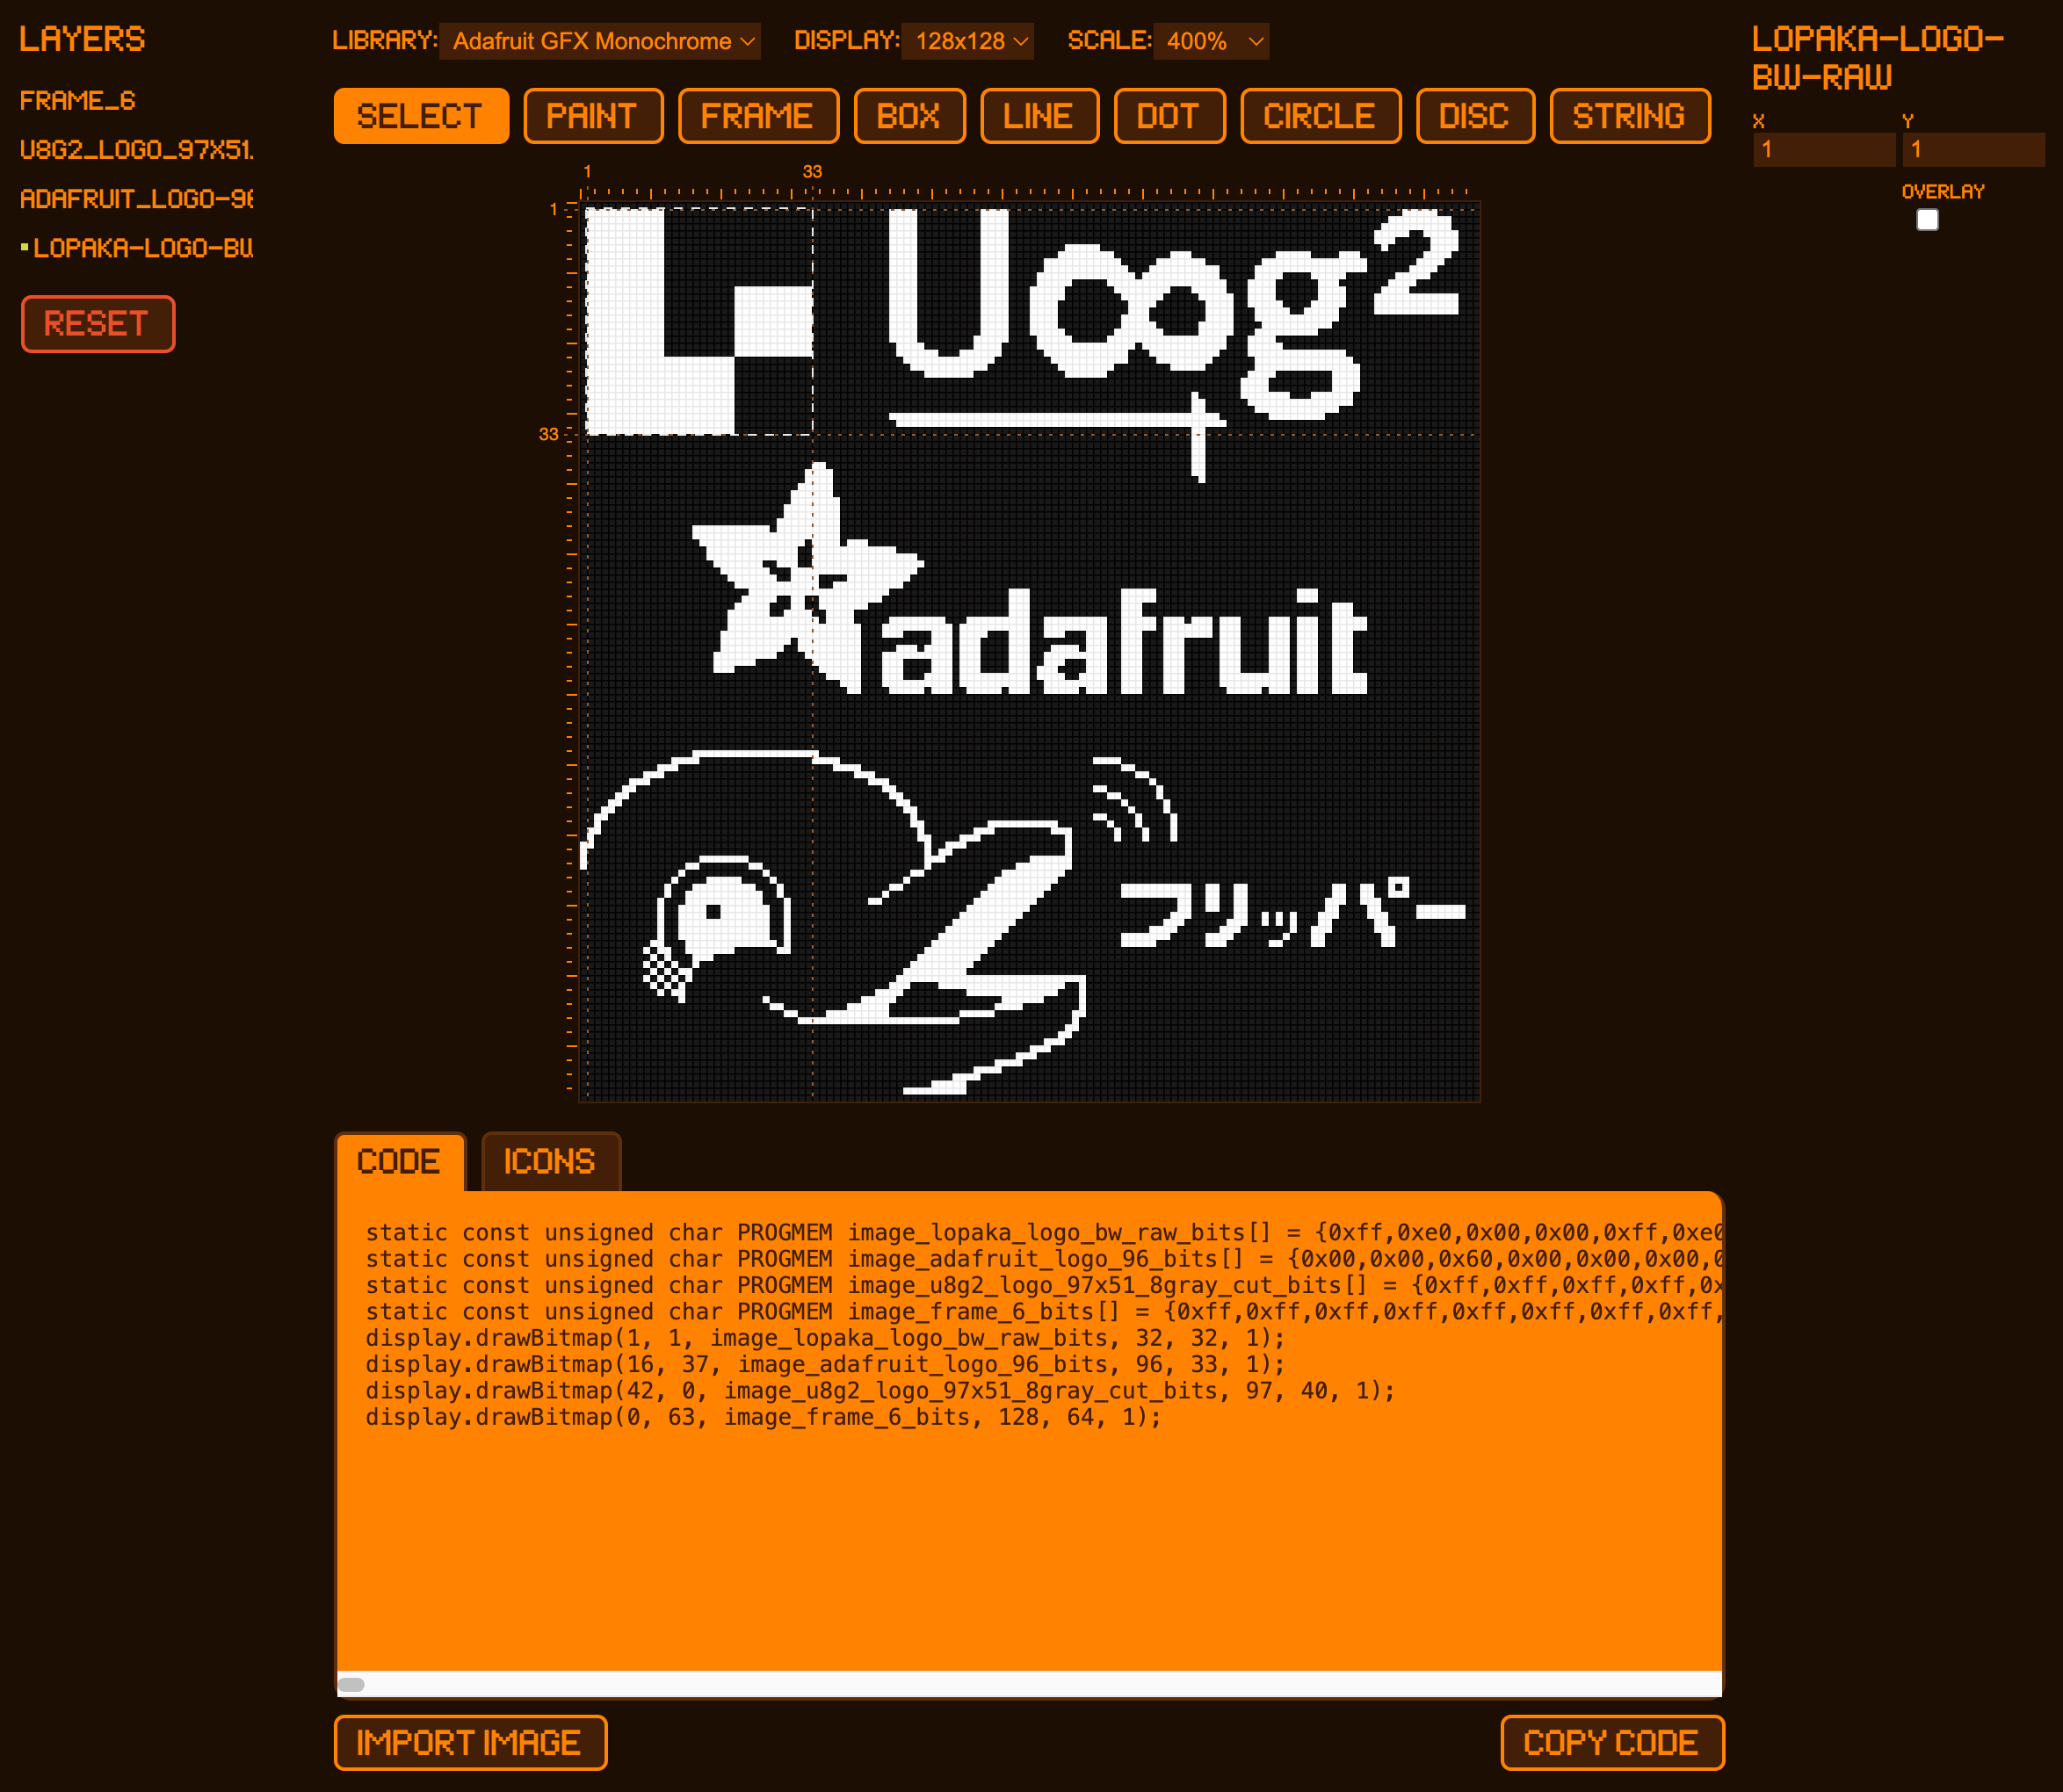 LAYERS
FRAME_6
U8G2_LOGO_97X51.
ADAFRUIT_LOGO-96
LOPAKA-LOGO-BW
RESET
LIBRARY: Adafruit GFX Monochrome DISPLAY: 128x128 SCALE: 400%
SELECT PAINT FRAME BOX LINE DOT CIRCLE DISC STRING
1 33
1
33
U8g2
adafruit
フリッパー
CODE ICONS
static const unsigned char PROGMEM image_lopaka_logo_bw_raw_bits[] = {0xff,0xe0,0x00,0x00,0xff,0xe0
static const unsigned char PROGMEM image_adafruit_logo_96_bits[] = {0x00,0x00,0x60,0x00,0x00,0x00,0
static const unsigned char PROGMEM image_u8g2_logo_97x51_8gray_cut_bits[] = {0xff,0xff,0xff,0xff,0x
static const unsigned char PROGMEM image_frame_6_bits[] = {0xff,0xff,0xff,0xff,0xff,0xff,0xff,0xff,
display.drawBitmap(1, 1, image_lopaka_logo_bw_raw_bits, 32, 32, 1);
display.drawBitmap(16, 37, image_adafruit_logo_96_bits, 96, 33, 1);
display.drawBitmap(42, 0, image_u8g2_logo_97x51_8gray_cut_bits, 97, 40, 1);
display.drawBitmap(0, 63, image_frame_6_bits, 128, 64, 1);
IMPORT IMAGE COPY CODE
LOPAKA-LOGO-
BW-RAW
X Y
1 1
OVERLAY